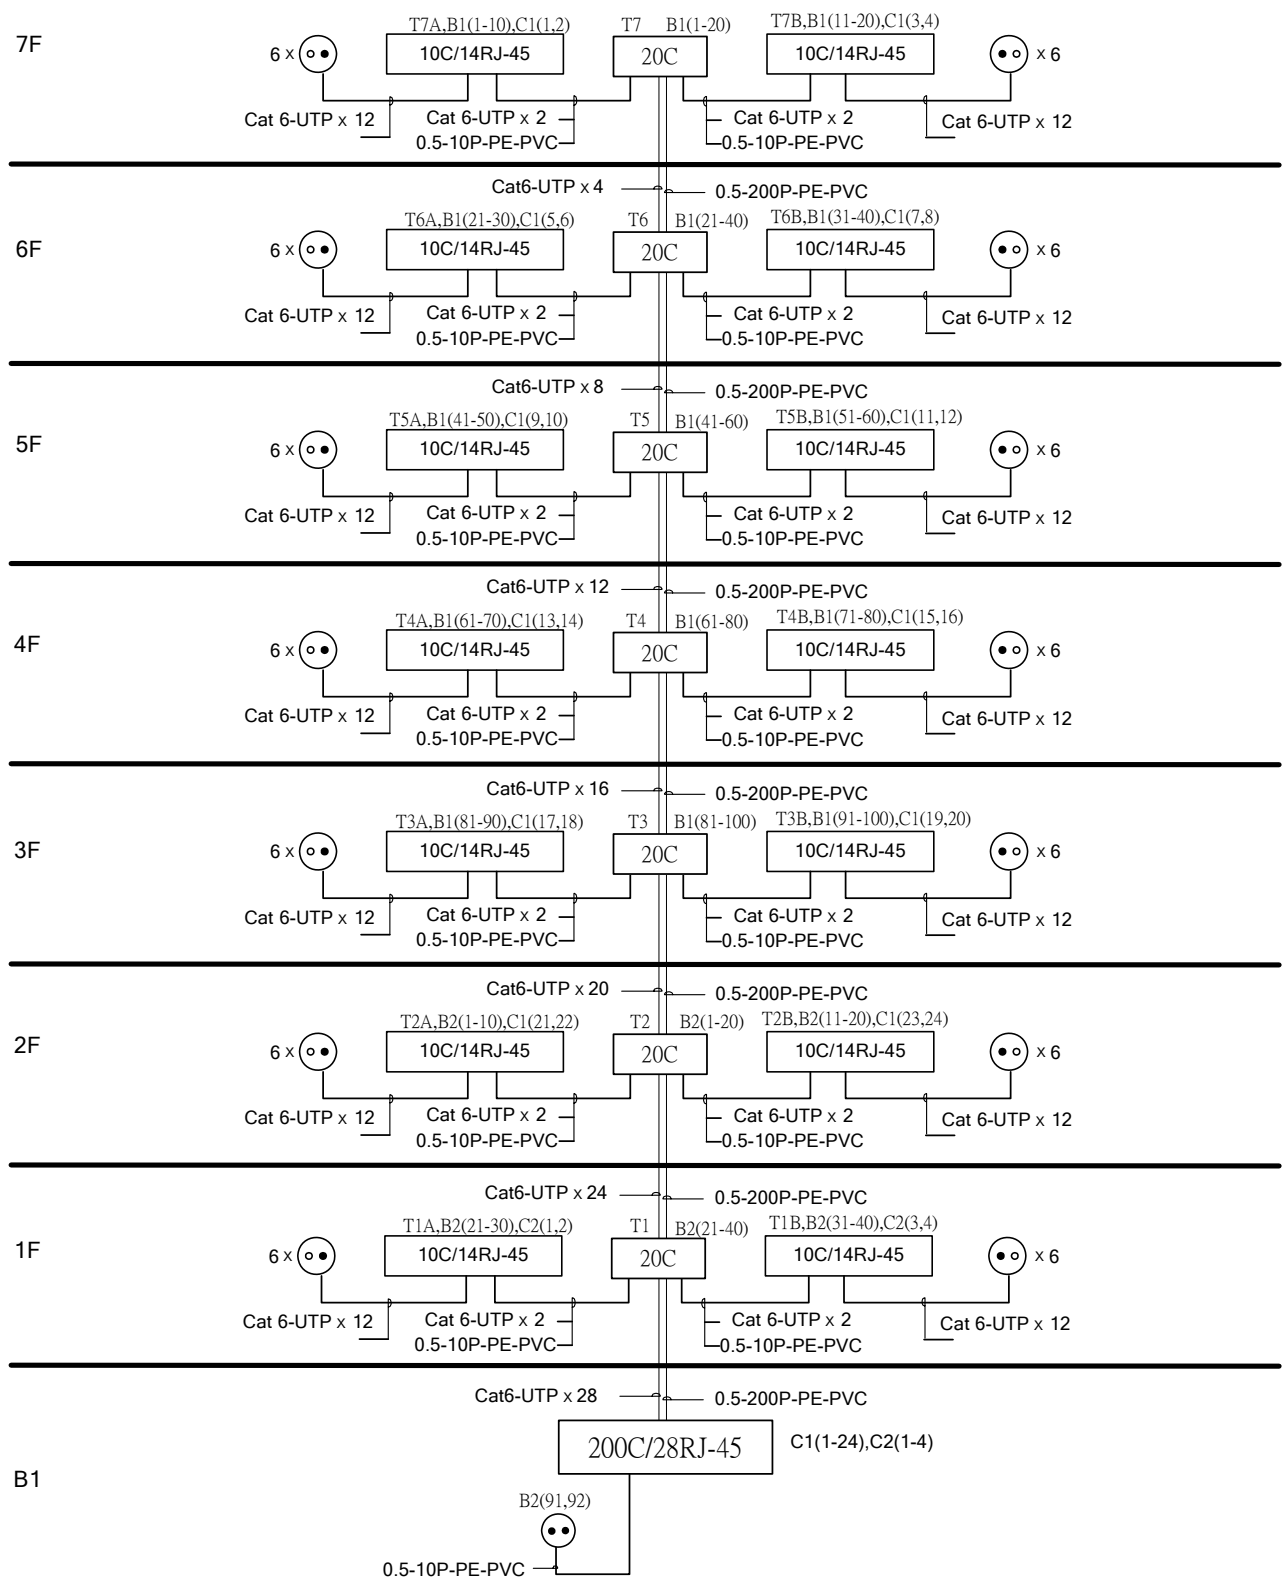 T7A,B1(1-10),C1(1,2) T7 B1(1-20) T7B,B1(11-20),C1(3,4)
7F 6 x 10C/14RJ-45 20C 10C/14RJ-45 x 6
Cat 6-UTP x 12 Cat 6-UTP x 2 Cat 6-UTP x 2 Cat 6-UTP x 12
0.5-10P-PE-PVC 0.5-10P-PE-PVC
Cat6-UTP x 4 0.5-200P-PE-PVC
T6A,B1(21-30),C1(5,6) T6 B1(21-40) T6B,B1(31-40),C1(7,8)
6F 6 x 10C/14RJ-45 20C 10C/14RJ-45 x 6
Cat 6-UTP x 12 Cat 6-UTP x 2 Cat 6-UTP x 2 Cat 6-UTP x 12
0.5-10P-PE-PVC 0.5-10P-PE-PVC
Cat6-UTP x 8 0.5-200P-PE-PVC
T5A,B1(41-50),C1(9,10) T5 B1(41-60) T5B,B1(51-60),C1(11,12)
5F 6 x 10C/14RJ-45 20C 10C/14RJ-45 x 6
Cat 6-UTP x 12 Cat 6-UTP x 2 Cat 6-UTP x 2 Cat 6-UTP x 12
0.5-10P-PE-PVC 0.5-10P-PE-PVC
Cat6-UTP x 12 0.5-200P-PE-PVC
T4A,B1(61-70),C1(13,14) T4 B1(61-80) T4B,B1(71-80),C1(15,16)
4F 6 x 10C/14RJ-45 20C 10C/14RJ-45 x 6
Cat 6-UTP x 12 Cat 6-UTP x 2 Cat 6-UTP x 2 Cat 6-UTP x 12
0.5-10P-PE-PVC 0.5-10P-PE-PVC
Cat6-UTP x 16 0.5-200P-PE-PVC
T3A,B1(81-90),C1(17,18) T3 B1(81-100) T3B,B1(91-100),C1(19,20)
3F 6 x 10C/14RJ-45 20C 10C/14RJ-45 x 6
Cat 6-UTP x 12 Cat 6-UTP x 2 Cat 6-UTP x 2 Cat 6-UTP x 12
0.5-10P-PE-PVC 0.5-10P-PE-PVC
Cat6-UTP x 20 0.5-200P-PE-PVC
T2A,B2(1-10),C1(21,22) T2 B2(1-20) T2B,B2(11-20),C1(23,24)
2F 6 x 10C/14RJ-45 20C 10C/14RJ-45 x 6
Cat 6-UTP x 12 Cat 6-UTP x 2 Cat 6-UTP x 2 Cat 6-UTP x 12
0.5-10P-PE-PVC 0.5-10P-PE-PVC
Cat6-UTP x 24 0.5-200P-PE-PVC
T1A,B2(21-30),C2(1,2) T1 B2(21-40) T1B,B2(31-40),C2(3,4)
1F 6 x 10C/14RJ-45 20C 10C/14RJ-45 x 6
Cat 6-UTP x 12 Cat 6-UTP x 2 Cat 6-UTP x 2 Cat 6-UTP x 12
0.5-10P-PE-PVC 0.5-10P-PE-PVC
Cat6-UTP x 28 0.5-200P-PE-PVC
200C/28RJ-45 C1(1-24),C2(1-4)
B1
B2(91,92)
0.5-10P-PE-PVC